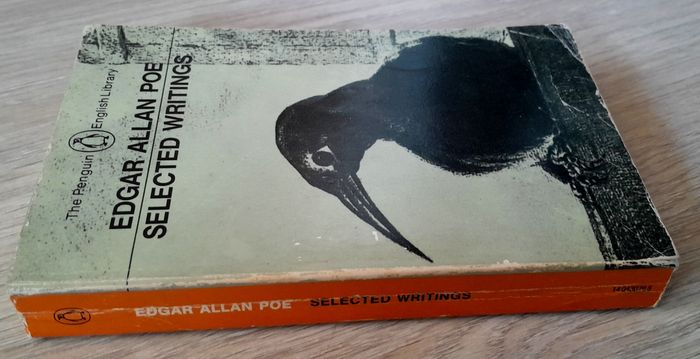 The Penguin
English Library
EDGAR ALLAN POE
SELECTED WRITINGS
EDGAR ALLAN POE SELECTED WRITINGS